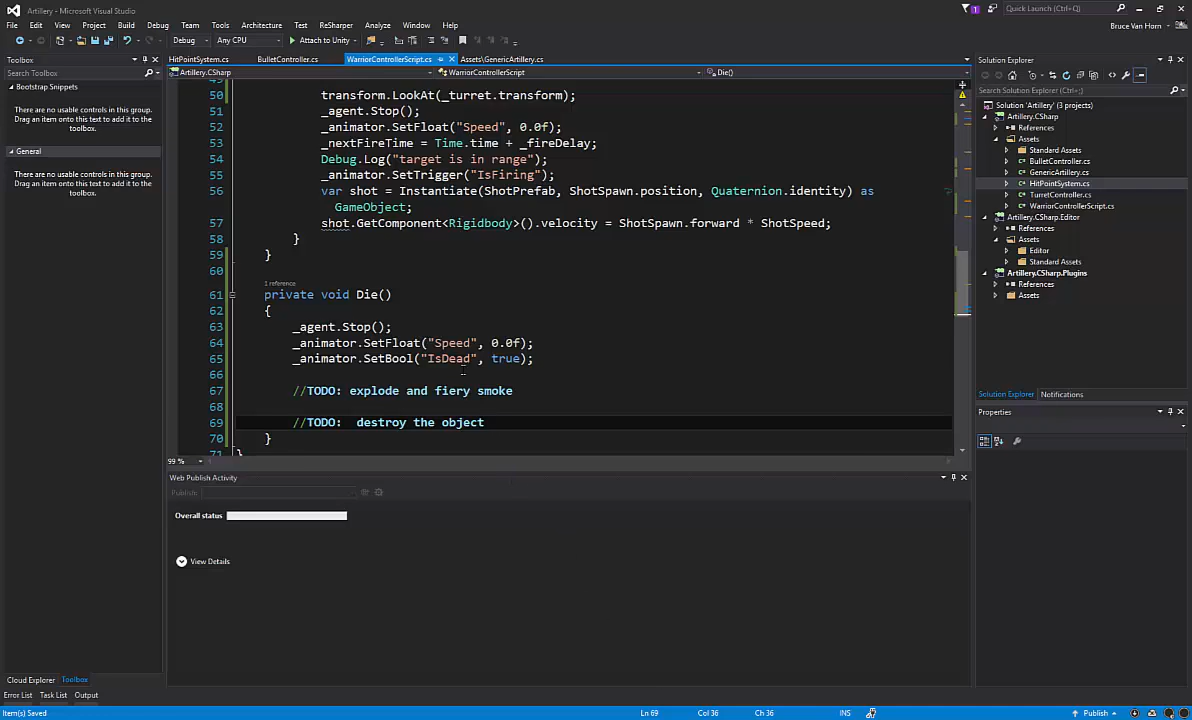 Artillery - Microsoft Visual Studio
1
Quick Launch (Ctrl+;)
File Edit View Project Build Debug Team Tools Architecture Test ReSharper Analyze Window Help
Bruce Van Horn
Debug Any CPU Attach to Unity
Toolbox
HitPointSystem.cs BulletController.cs WarriorControllerScript.cs Assets\GenericArtillery.cs
Solution Explorer
Search Toolbox
Artillery.CSharp WarriorControllerScript Die()
Bootstrap Snippets
There are no usable controls in this group.
Drag an item onto this text to add it to the
toolbox.
General
There are no usable controls in this group.
Drag an item onto this text to add it to the
toolbox.
49
50 transform.LookAt(_turret.transform);
51 _agent.Stop();
52 _animator.SetFloat("Speed", 0.0f);
53 _nextFireTime = Time.time + _fireDelay;
54 Debug.Log("target is in range");
55 _animator.SetTrigger("IsFiring");
56 var shot = Instantiate(ShotPrefab, ShotSpawn.position, Quaternion.identity) as
GameObject;
57 shot.GetComponent<Rigidbody>().velocity = ShotSpawn.forward * ShotSpeed;
58 }
59 }
60
1 reference
61 private void Die()
62 {
63 _agent.Stop();
64 _animator.SetFloat("Speed", 0.0f);
65 _animator.SetBool("IsDead", true);
66
67 //TODO: explode and fiery smoke
68
69 //TODO:  destroy the object
70 }
71 }
99 %
Search Solution Explorer (Ctrl+;)
Solution 'Artillery' (3 projects)
Artillery.CSharp
References
Assets
Standard Assets
BulletController.cs
GenericArtillery.cs
HitPointSystem.cs
TurretController.cs
WarriorControllerScript.cs
Artillery.CSharp.Editor
References
Assets
Editor
Standard Assets
Artillery.CSharp.Plugins
References
Assets
Solution Explorer Notifications
Properties
Web Publish Activity
Publish:
Overall status
View Details
Cloud Explorer Toolbox
Error List Task List Output
Item(s) Saved Ln 69 Col 36 Ch 36 INS Publish